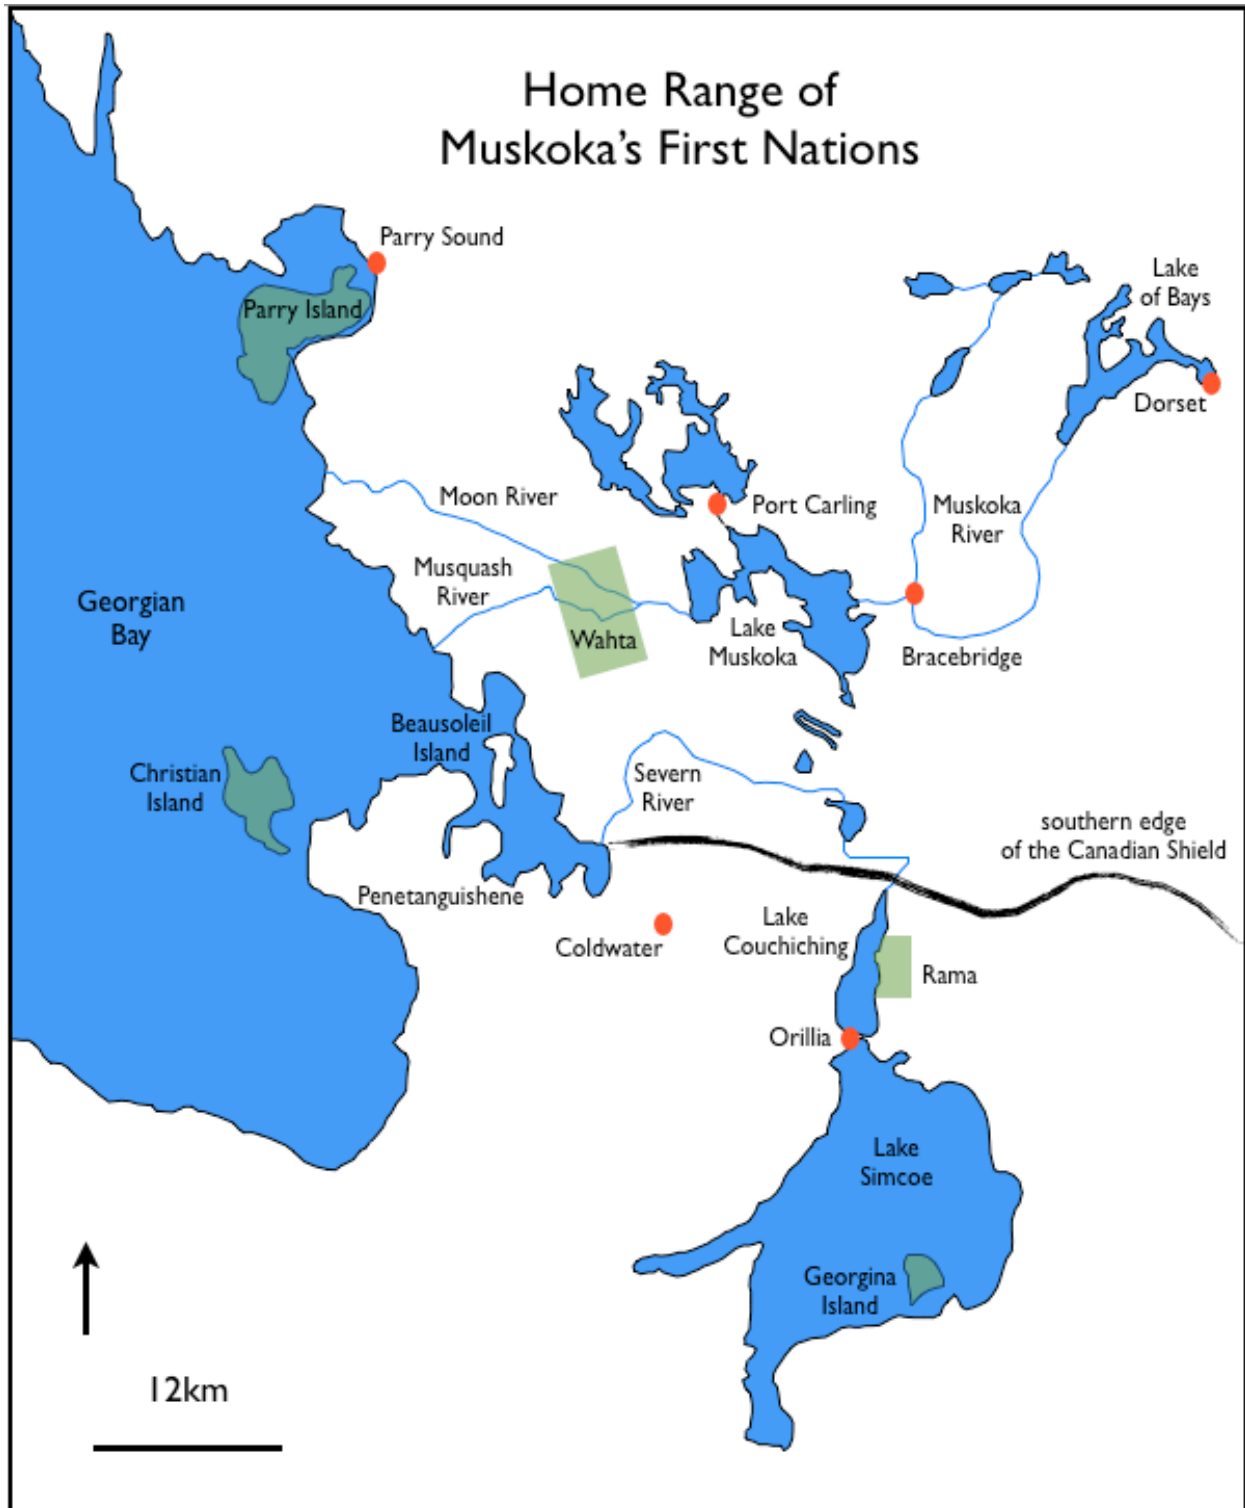 Home Range of
Muskoka's First Nations
Parry Sound
Parry Island
Lake
of Bays
Dorset
Moon River
Port Carling
Muskoka
River
Musquash
River
Georgian
Bay
Wahta
Lake
Muskoka
Bracebridge
Beausoleil
Island
Christian
Island
Severn
River
southern edge
of the Canadian Shield
Penetanguishene
Coldwater
Lake
Couchiching
Rama
Orillia
Lake
Simcoe
Georgina
Island
12km